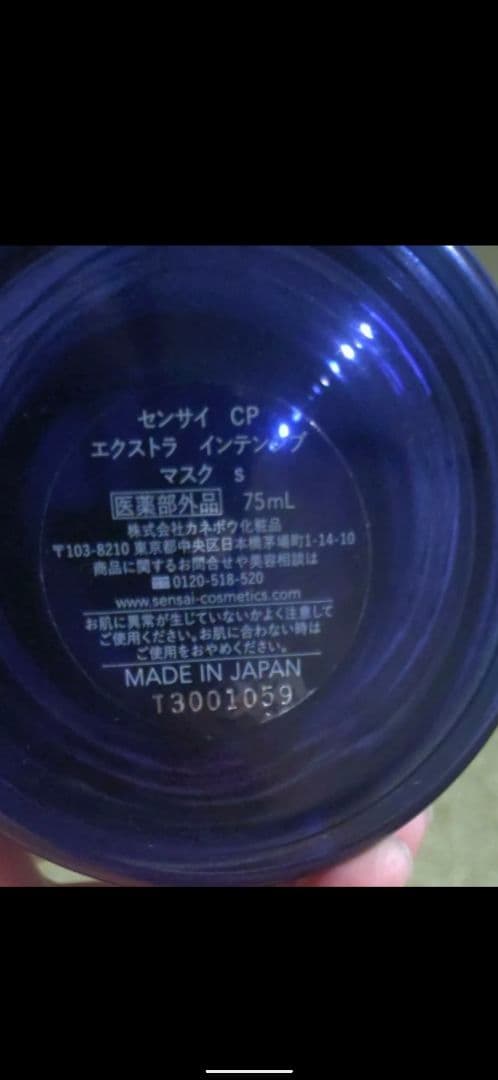 センサイ CP
エクストラ インテンシブ
マスク s
医薬部外品 75mL
株式会社カネボウ化粧品
〒103-8210 東京都中央区日本橋茅場町1-14-10
商品に関するお問合せや美容相談は
0120-518-520
www.sensai-cosmetics.com
お肌に異常が生じていないかよく注意して
ご使用ください。お肌に合わない時は
ご使用をおやめください。
MADE IN JAPAN
T3001059